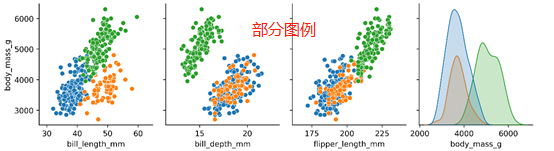 部分图例
body_mass_g
6000
5000
4000
3000
30 40 50 60
bill_length_mm
15 20
bill_depth_mm
175 200 225
flipper_length_mm
2000 4000 6000
body_mass_g